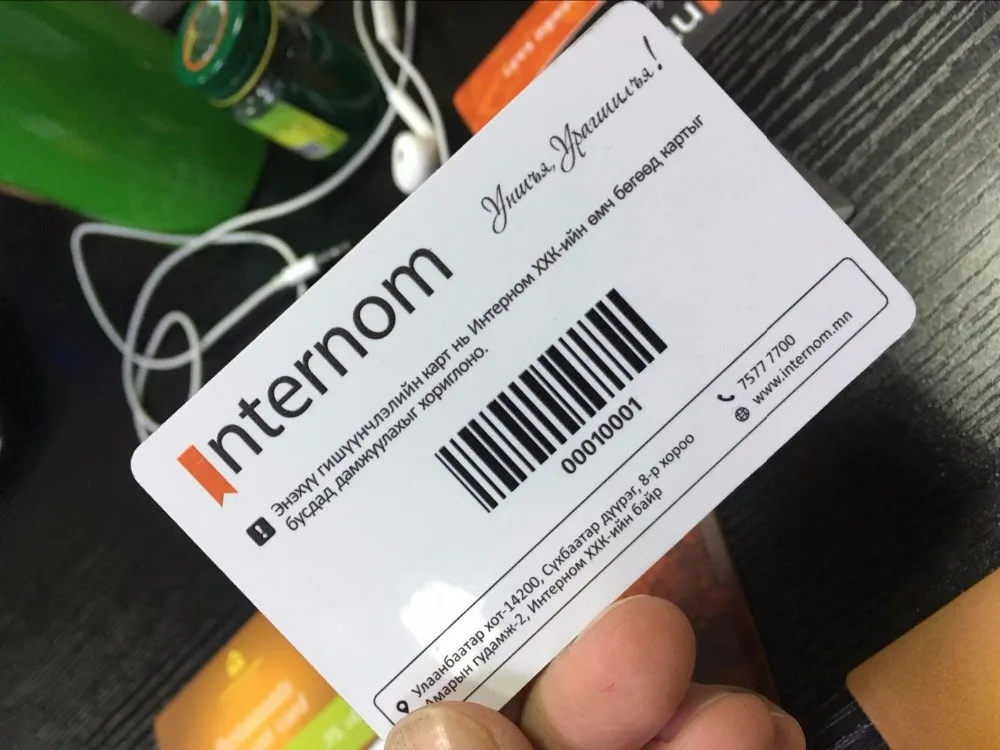 Internom
Уншъя, Урагшилъя!
Энэхүү гишүүнчлэлийн карт нь Интерном ХХК-ийн өмч бөгөөд картыг
бусдад дамжуулахыг хориглоно.
00010001
7577 7700
www.internom.mn
Улаанбаатар хот-14200, Сүхбаатар дүүрэг, 8-р хороо
Амарын гудамж-2, Интерном ХХК-ийн байр